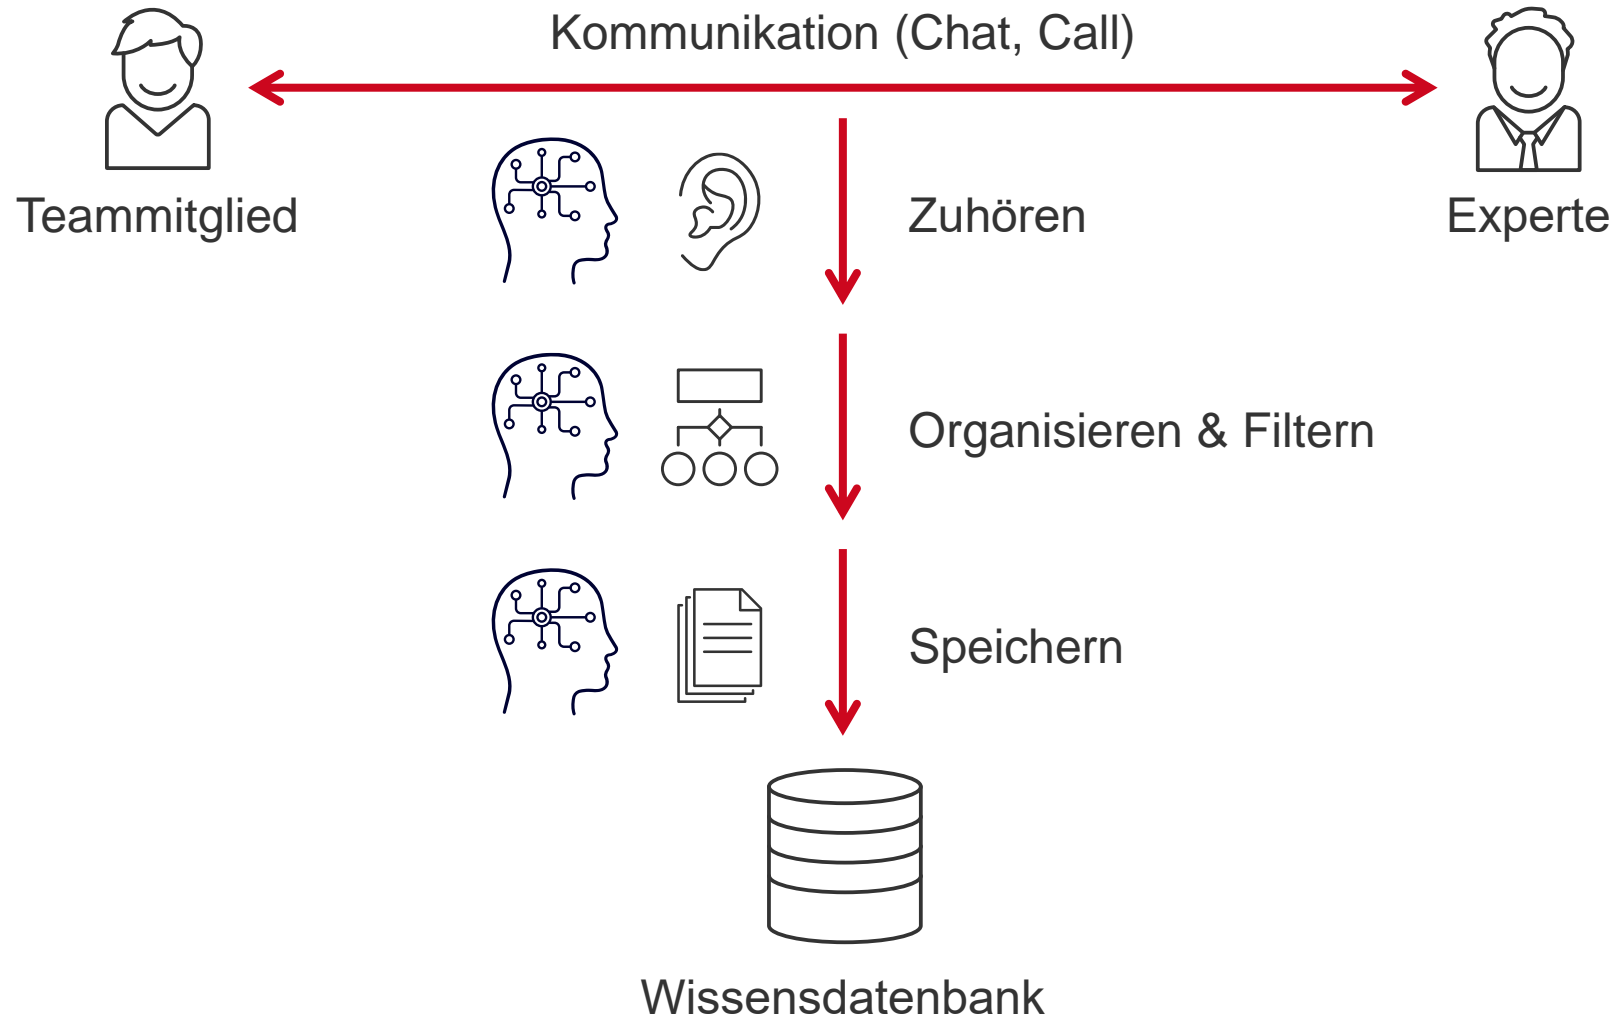 Kommunikation (Chat, Call)
Teammitglied
Zuhören
Experte
Organisieren & Filtern
Speichern
Wissensdatenbank